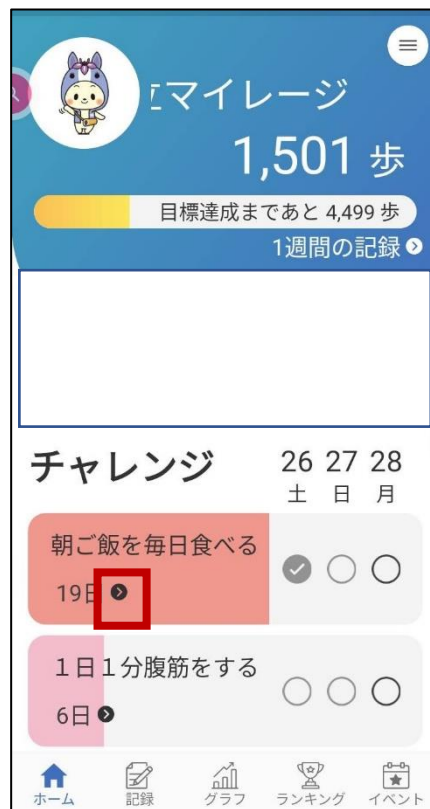 マイレージ
1,501 歩
目標達成まであと 4,499 歩
1週間の記録
チャレンジ
26 27 28
土 日 月
朝ご飯を毎日食べる
19日
1日1分腹筋をする
6日
ホーム 記録 グラフ ランキング イベント